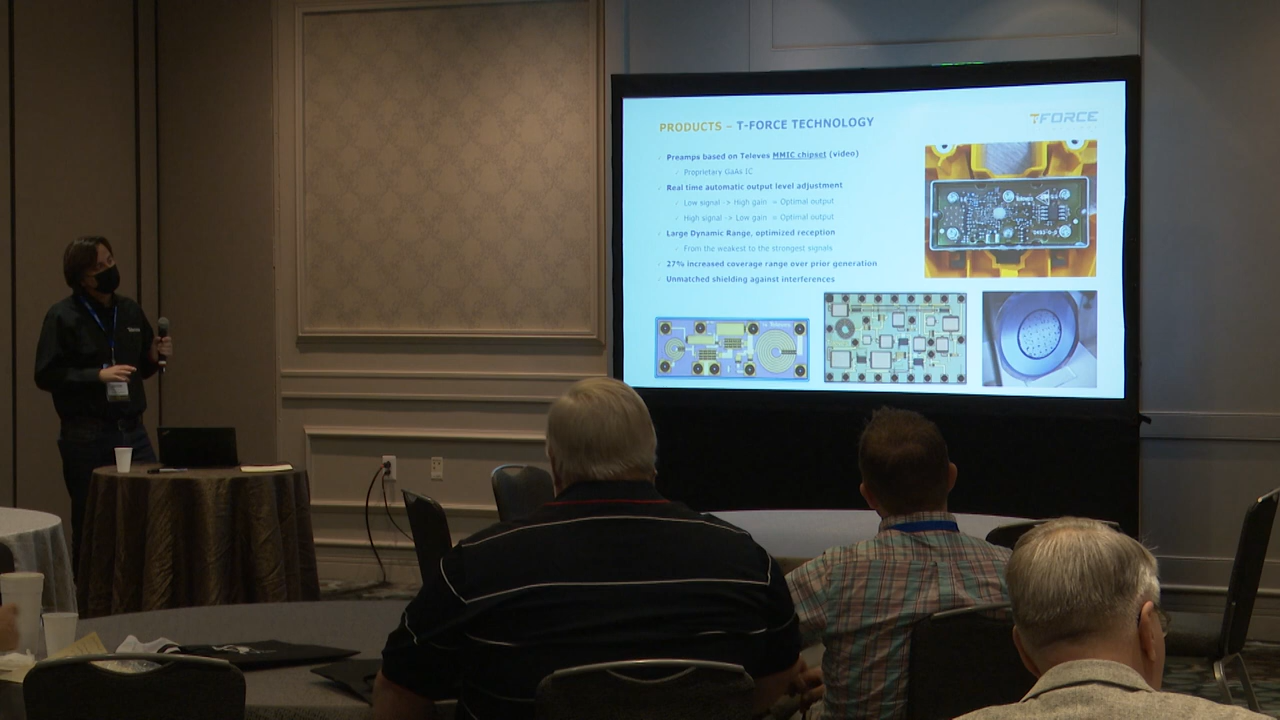 PRODUCTS – T-FORCE TECHNOLOGY
TFORCE
Preamps based on Televes MMIC chipset (video)
Proprietary GaAs IC
Real time automatic output level adjustment
Low signal -> High gain = Optimal output
High signal -> Low gain = Optimal output
Large Dynamic Range, optimized reception
From the weakest to the strongest signals
27% increased coverage range over prior generation
Unmatched shielding against interferences